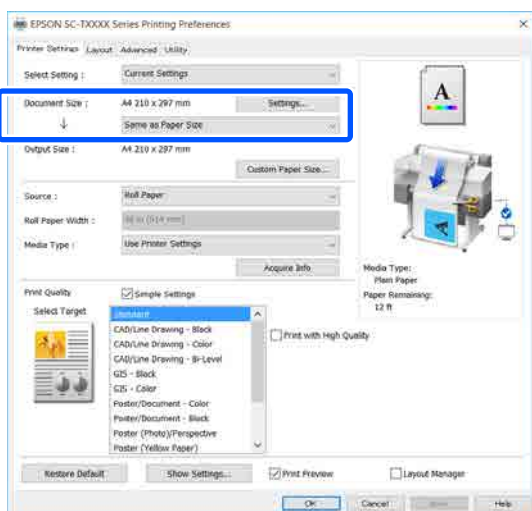 EPSON SC-TXXXX Series Printing Preferences
Printer Settings Layout Advanced Utility
Select Setting : Current Settings
Document Size : A4 210 x 297 mm Settings...
Same as Paper Size
Output Size : A4 210 x 297 mm
Custom Paper Size...
Source : Roll Paper
Roll Paper Width :
Media Type : Use Printer Settings
Acquire Info
A
Media Type:
Plain Paper
Paper Remaining:
12 ft
Print Quality Simple Settings
Select Target
Standard
CAD/Line Drawing - Black
CAD/Line Drawing - Color
CAD/Line Drawing - Bi-Level
GIS - Black
GIS - Color
Poster/Document - Color
Poster/Document - Black
Poster (Photo)/Perspective
Poster (Yellow Paper)
Print with High Quality
Restore Default Show Settings... Print Preview Layout Manager
OK Cancel Help